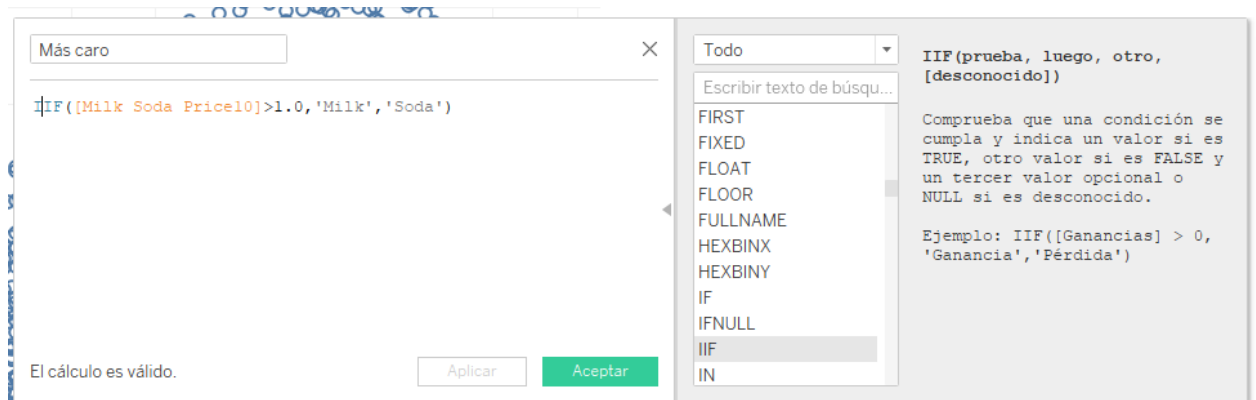 Más caro
IIF([Milk Soda Price10]>1.0,'Milk','Soda')
El cálculo es válido.
Aplicar
Aceptar
Todo
Escribir texto de búsqu...
FIRST
FIXED
FLOAT
FLOOR
FULLNAME
HEXBINX
HEXBINY
IF
IFNULL
IIF
IN
IIF(prueba, luego, otro,
[desconocido])
Comprueba que una condición se
cumpla y indica un valor si es
TRUE, otro valor si es FALSE y
un tercer valor opcional o
NULL si es desconocido.
Ejemplo: IIF([Ganancias] > 0,
'Ganancia','Pérdida')